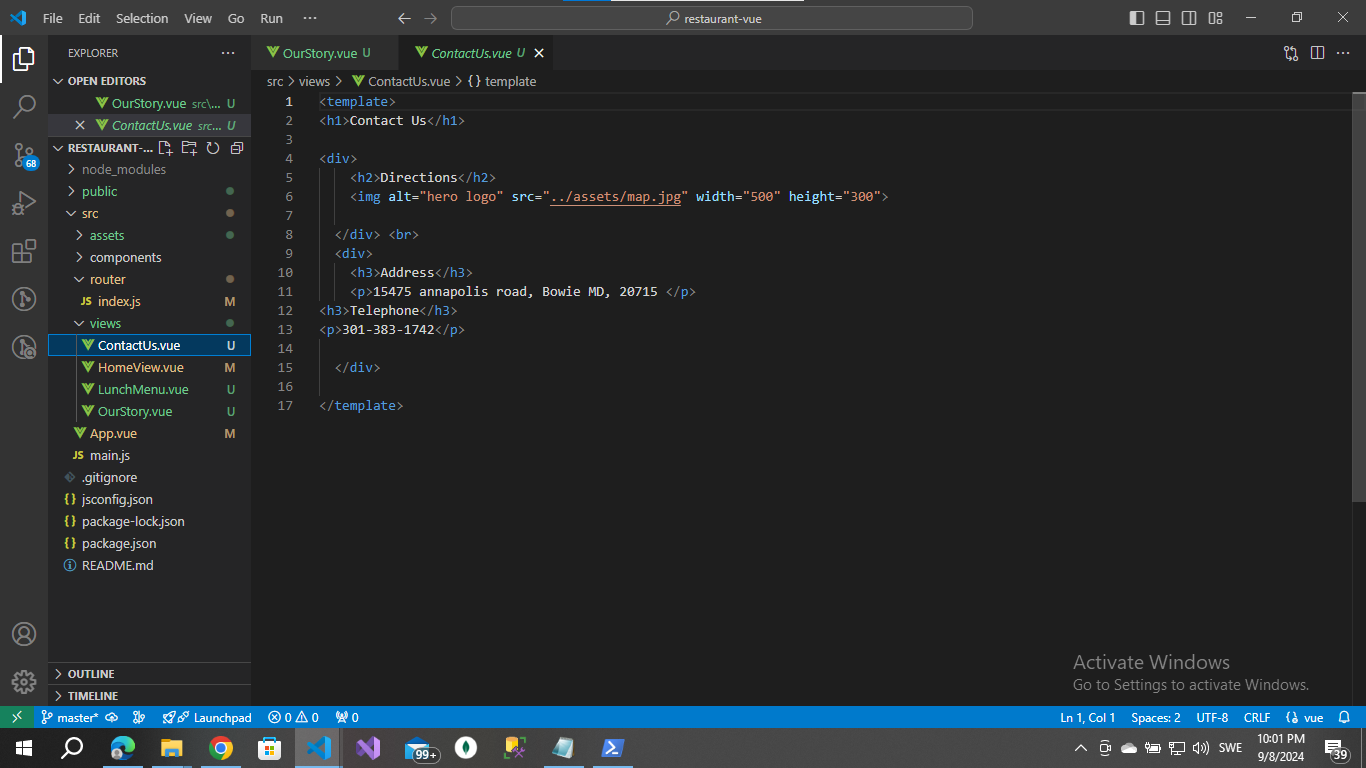 File Edit Selection View Go Run ··· restaurant-vue
EXPLORER ···
OPEN EDITORS
OurStory.vue src\... U
ContactUs.vue src... U
RESTAURANT-...
node_modules
public
src
assets
components
router
JS index.js M
views
ContactUs.vue U
HomeView.vue M
LunchMenu.vue U
OurStory.vue U
App.vue M
JS main.js
.gitignore
{} jsconfig.json
{} package-lock.json
{} package.json
README.md
OUTLINE
TIMELINE
68
OurStory.vue U ContactUs.vue U
src > views > ContactUs.vue > {} template
1 <template>
2 <h1>Contact Us</h1>
3
4 <div>
5 <h2>Directions</h2>
6 <img alt="hero logo" src="../assets/map.jpg" width="500" height="300">
7
8 </div> <br>
9 <div>
10 <h3>Address</h3>
11 <p>15475 annapolis road, Bowie MD, 20715 </p>
12 <h3>Telephone</h3>
13 <p>301-383-1742</p>
14
15 </div>
16
17 </template>
Activate Windows
Go to Settings to activate Windows.
master* Launchpad 0 0 0 Ln 1, Col 1 Spaces: 2 UTF-8 CRLF vue
99+ SWE 10:01 PM
9/8/2024
39